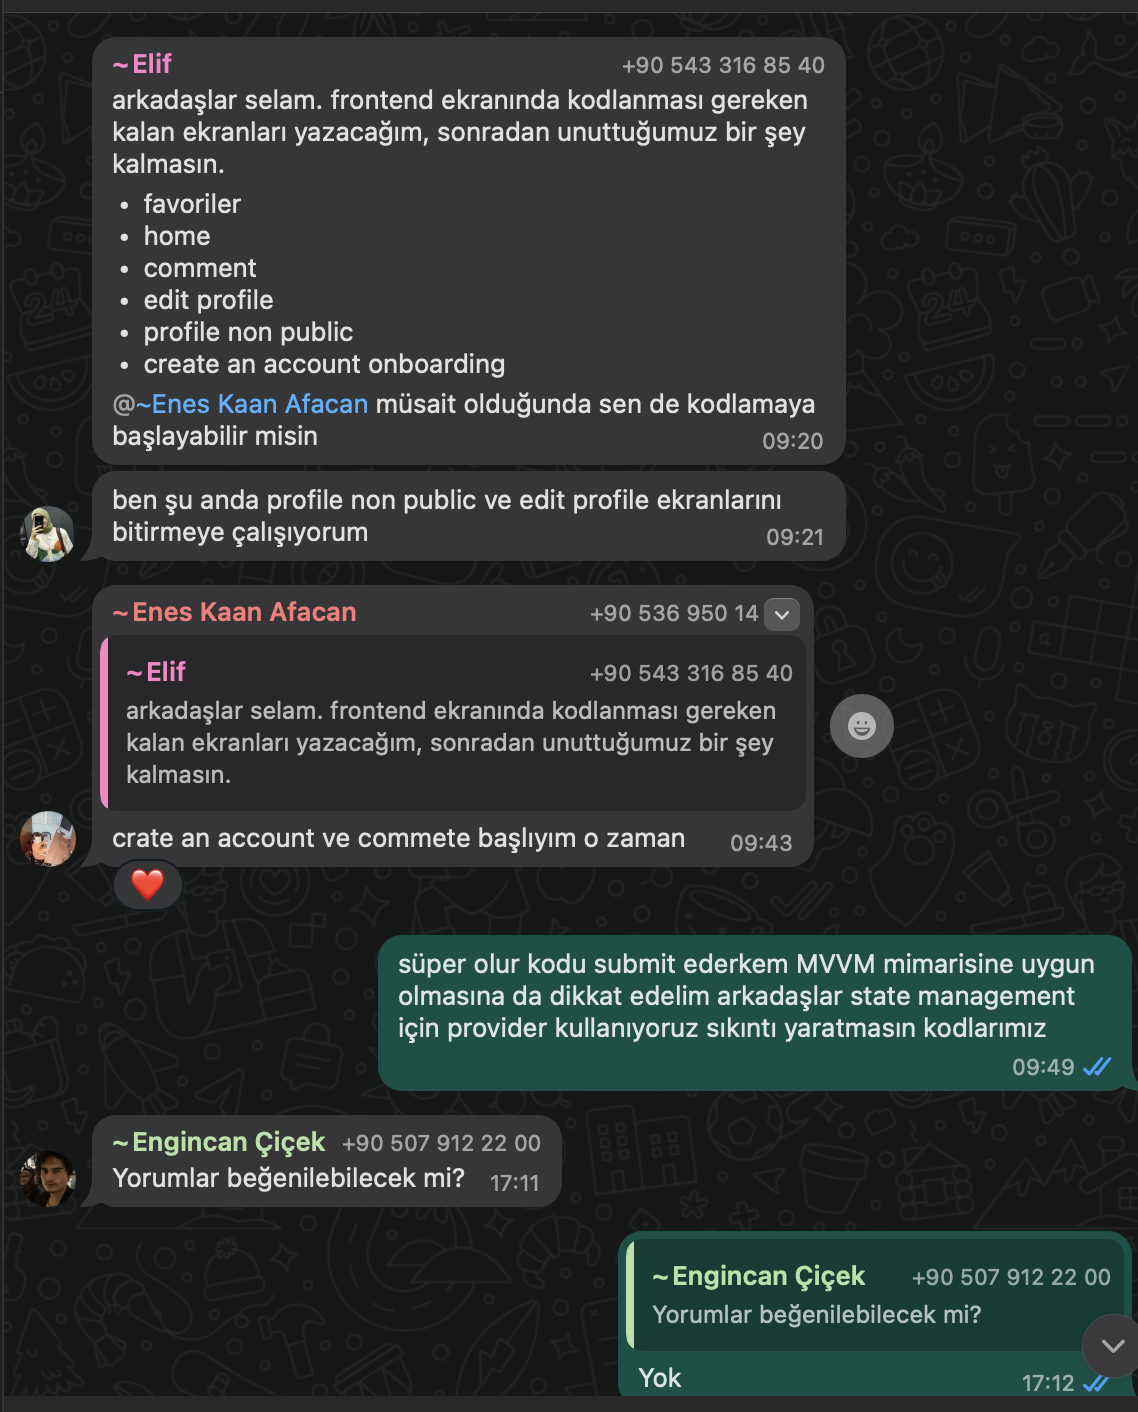 ~Elif +90 543 316 85 40
arkadaşlar selam. frontend ekranında kodlanması gereken
kalan ekranları yazacağım, sonradan unuttuğumuz bir şey
kalmasın.
• favoriler
• home
• comment
• edit profile
• profile non public
• create an account onboarding
@~Enes Kaan Afacan müsait olduğunda sen de kodlamaya
başlayabilir misin 09:20
ben şu anda profile non public ve edit profile ekranlarını
bitirmeye çalışıyorum 09:21
~Enes Kaan Afacan +90 536 950 14
~Elif +90 543 316 85 40
arkadaşlar selam. frontend ekranında kodlanması gereken
kalan ekranları yazacağım, sonradan unuttuğumuz bir şey
kalmasın.
crate an account ve commete başlıyım o zaman 09:43
süper olur kodu submit ederkem MVVM mimarisine uygun
olmasına da dikkat edelim arkadaşlar state management
için provider kullanıyoruz sıkıntı yaratmasın kodlarımız
09:49
~Engincan Çiçek +90 507 912 22 00
Yorumlar beğenilebilecek mi? 17:11
~Engincan Çiçek +90 507 912 22 00
Yorumlar beğenilebilecek mi?
Yok 17:12